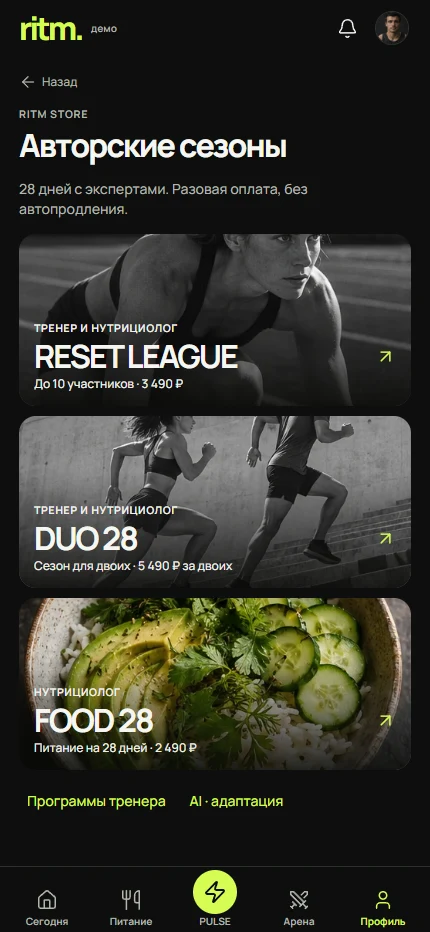 ritm. демо
Назад
RITM STORE
Авторские сезоны
28 дней с экспертами. Разовая оплата, без
автопродления.
ТРЕНЕР И НУТРИЦИОЛОГ
RESET LEAGUE
До 10 участников · 3 490 ₽
ТРЕНЕР И НУТРИЦИОЛОГ
DUO 28
Сезон для двоих · 5 490 ₽ за двоих
НУТРИЦИОЛОГ
FOOD 28
Питание на 28 дней · 2 490 ₽
Программы тренера AI · адаптация
Сегодня Питание PULSE Арена Профиль